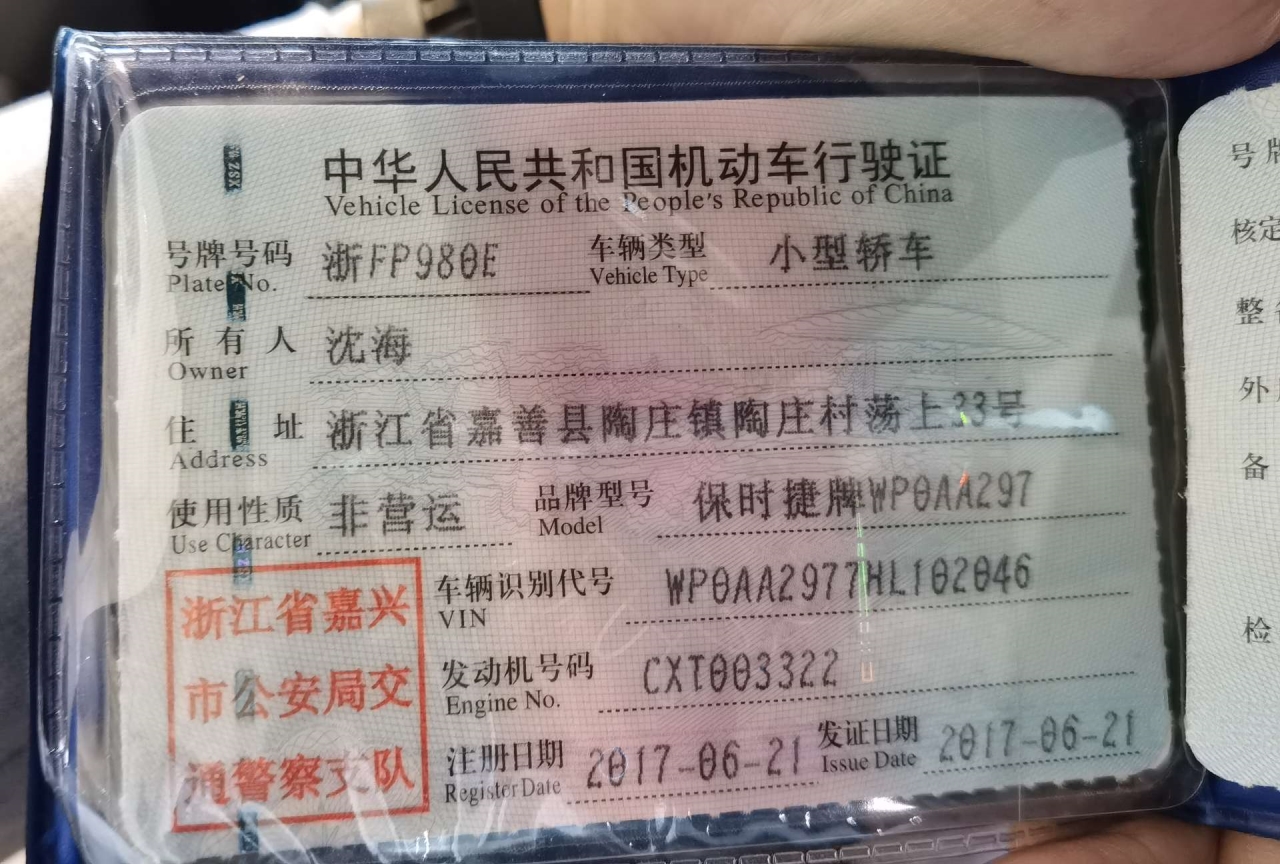 中华人民共和国机动车行驶证
Vehicle License of the People's Republic of China
号牌号码 浙FP980E 车辆类型 小型轿车
Plate No. Vehicle Type
所有人 沈海
Owner
住址 浙江省嘉善县陶庄镇陶庄村荡上33号
Address
使用性质 非营运 品牌型号 保时捷牌WP0AA297
Use Character Model
浙江省嘉兴
市公安局交
通警察支队
车辆识别代号 WP0AA2977HL102046
VIN
发动机号码 CXT003322
Engine No.
注册日期 2017-06-21 发证日期 2017-06-21
Register Date Issue Date
号牌
核定
整
外
备
检